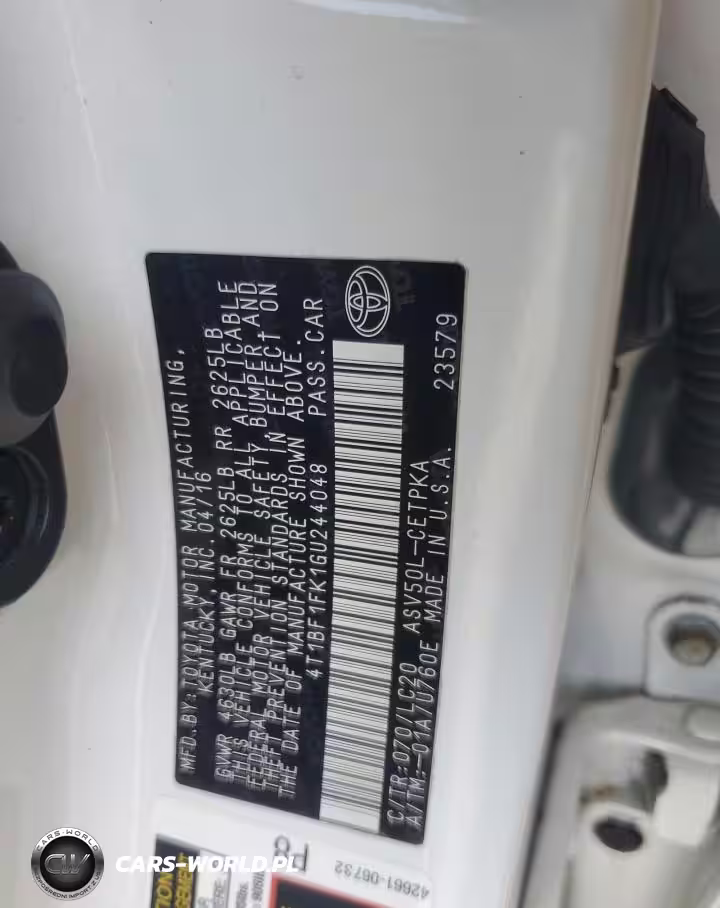 MFD. BY: TOYOTA MOTOR MANUFACTURING,
KENTUCKY, INC. 04/16
GVWR 4630LB GAWR FR 2625LB RR 2625LB
THIS VEHICLE CONFORMS TO ALL APPLICABLE
FEDERAL MOTOR VEHICLE SAFETY, BUMPER, AND
THEFT PREVENTION STANDARDS IN EFFECT ON
THE DATE OF MANUFACTURE SHOWN ABOVE.
4T1BF1FK1GU244048 PASS. CAR
C/TR: 070/LC20 ASV50L-CETPKA 23579
A/TM: -01A/U760E MADE IN U.S.A.
42661-06732
CARS-WORLD
CW
CARS-WORLD.PL